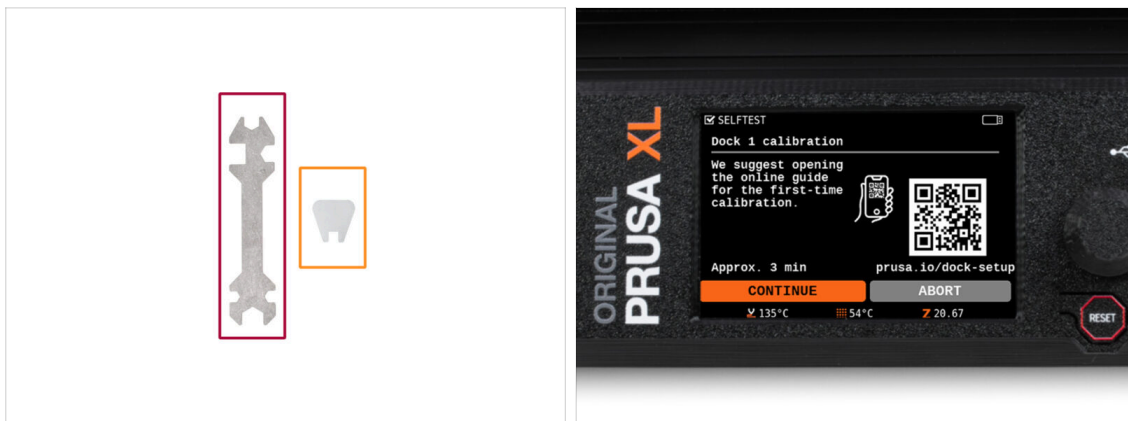 ORIGINAL
PRUSA XL
SELFTEST
Dock 1 calibration
We suggest opening
the online guide
for the first-time
calibration.
Approx. 3 min
prusa.io/dock-setup
CONTINUE
ABORT
135°C
54°C
Z 20.67
RESET